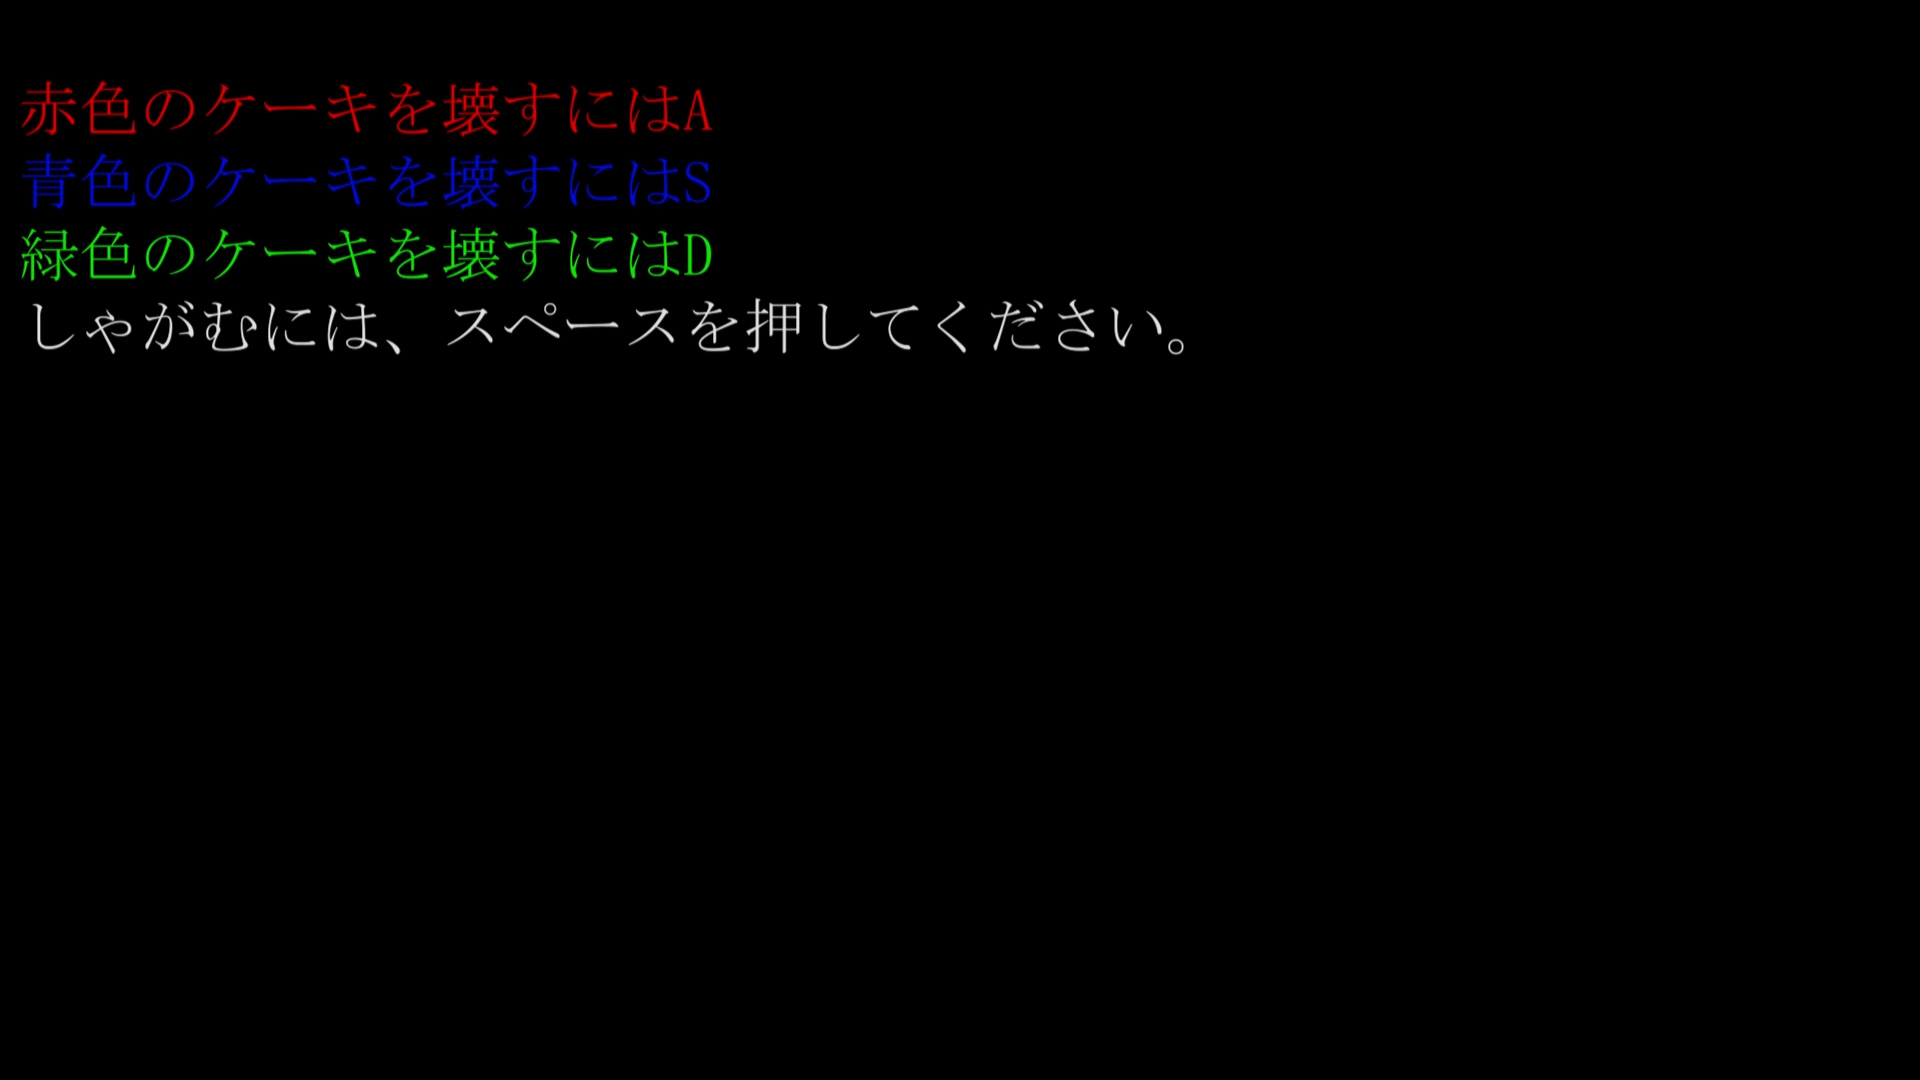 赤色のケーキを壊すにはA
青色のケーキを壊すにはS
緑色のケーキを壊すにはD
しゃがむには、スペースを押してください。